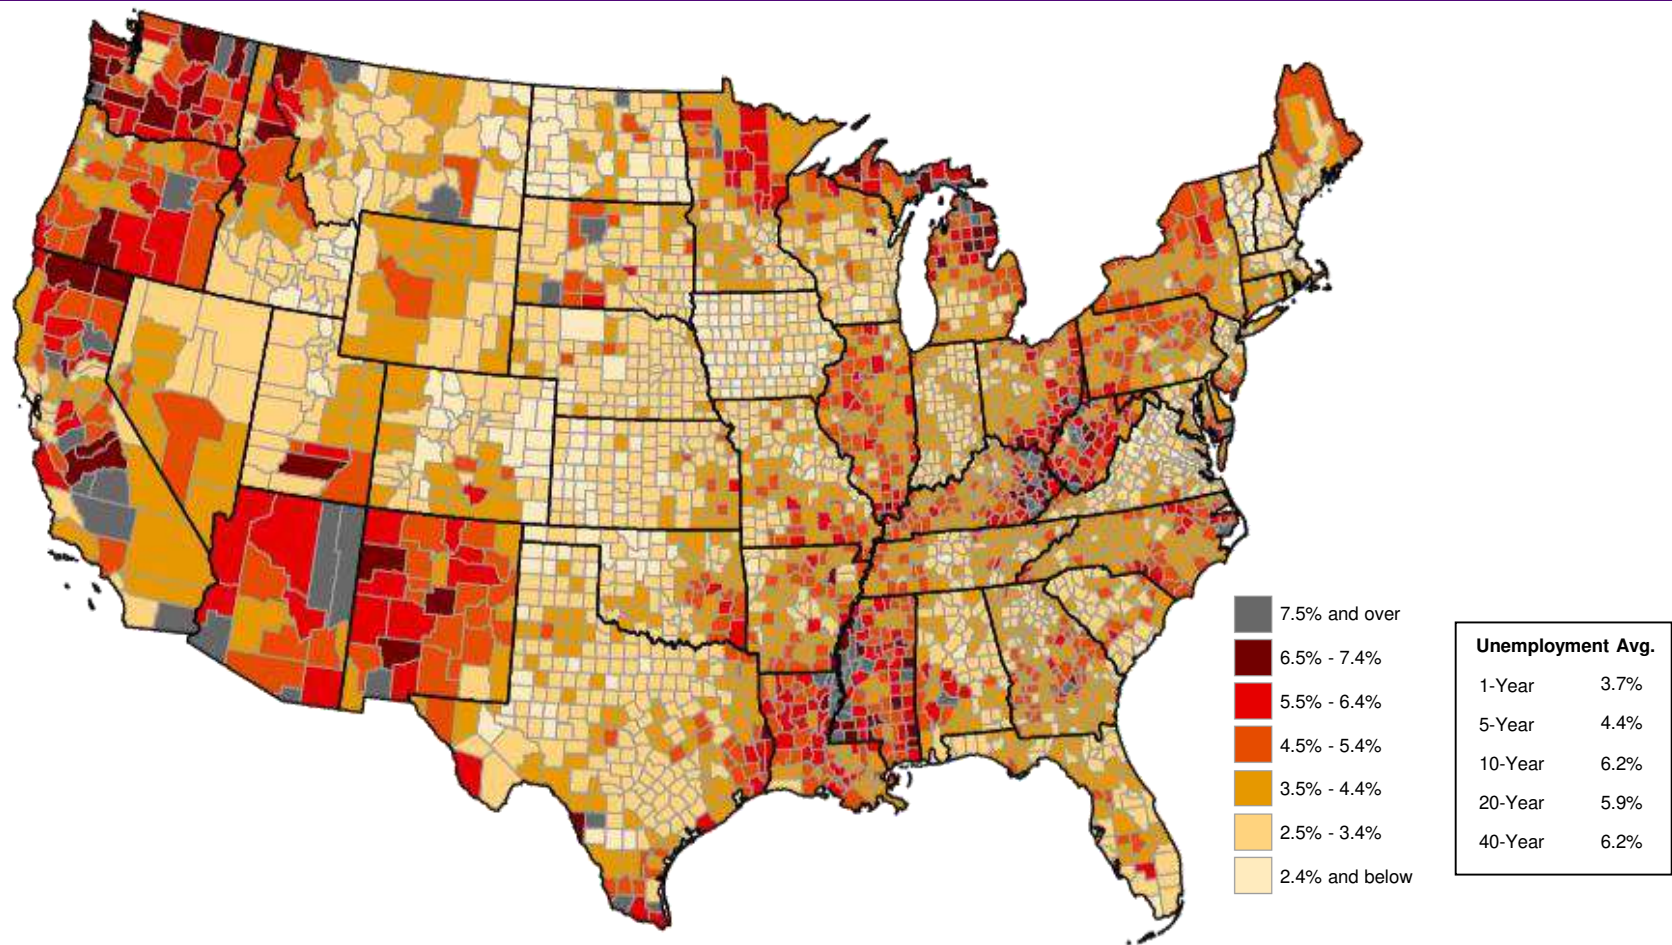 7.5% and over
6.5% - 7.4%
5.5% - 6.4%
4.5% - 5.4%
3.5% - 4.4%
2.5% - 3.4%
2.4% and below
Unemployment Avg.
1-Year 3.7%
5-Year 4.4%
10-Year 6.2%
20-Year 5.9%
40-Year 6.2%